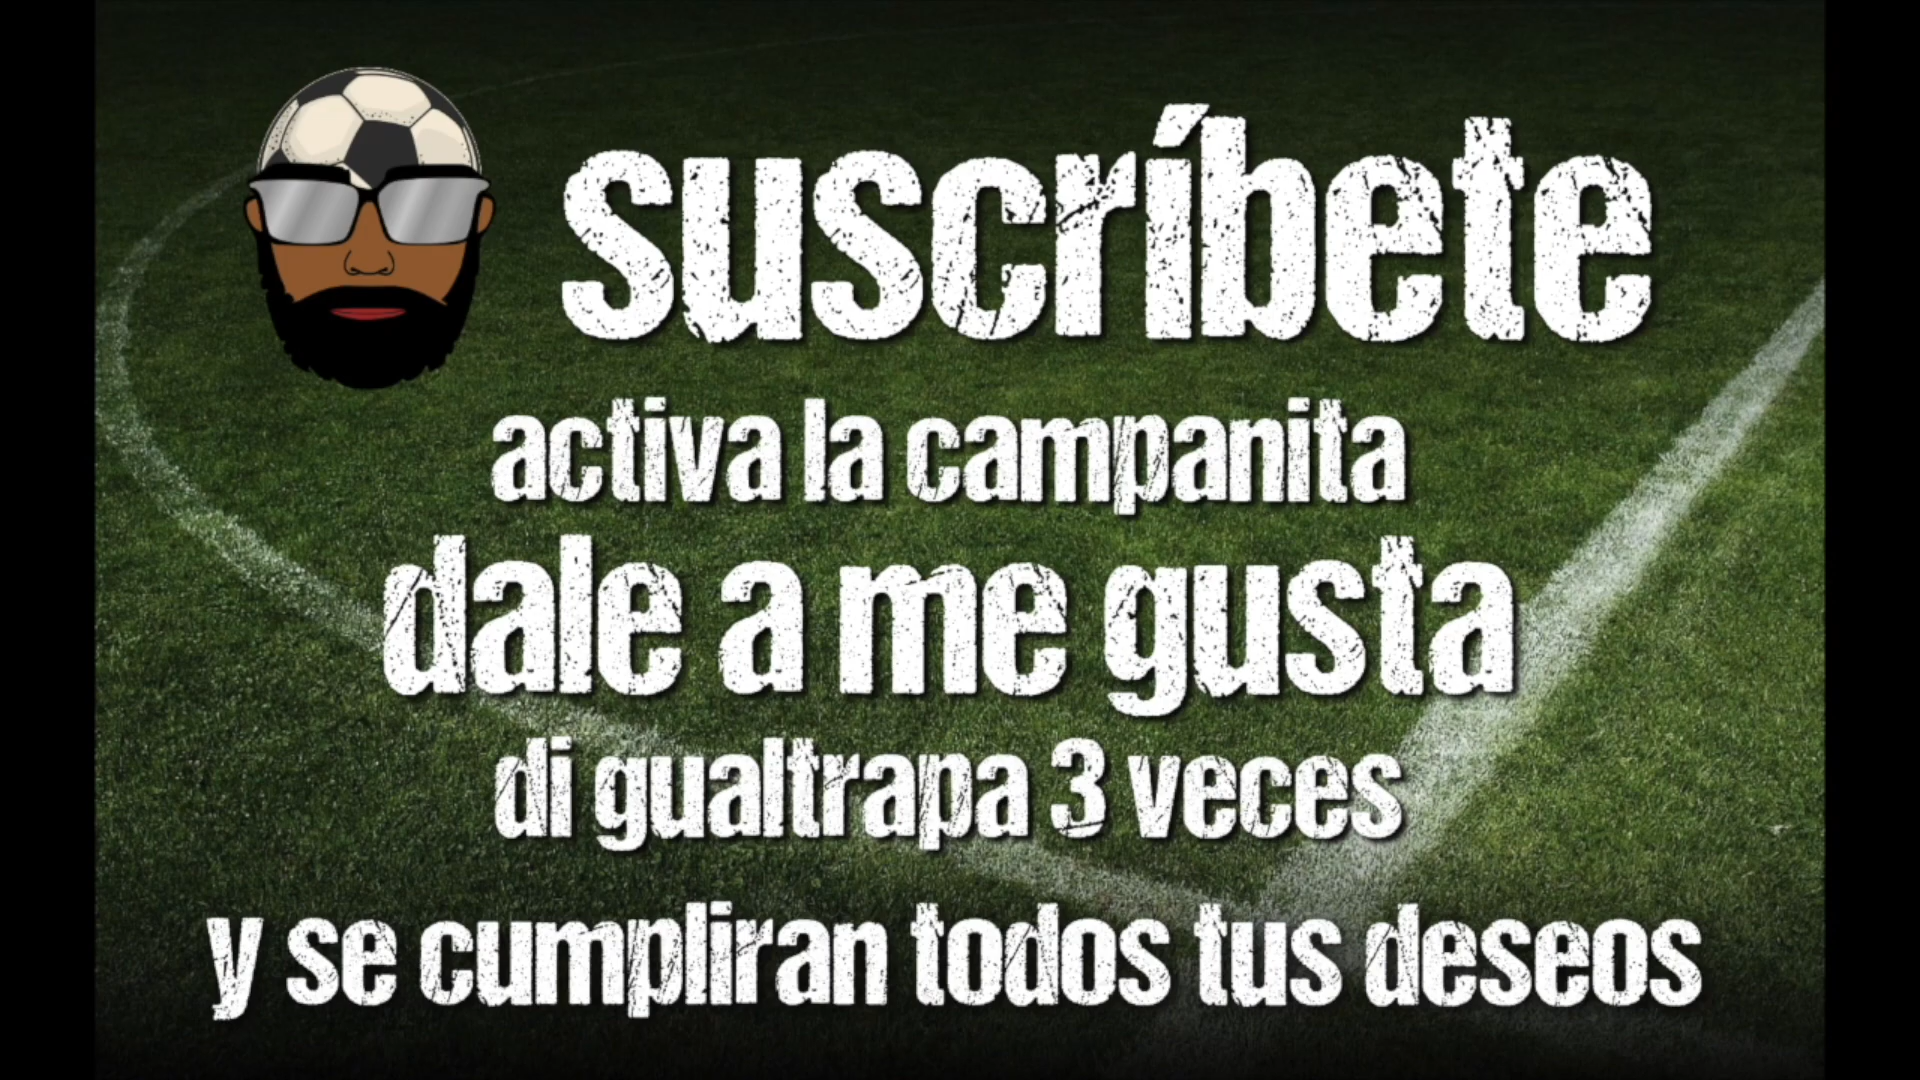 suscríbete
activa la campanita
dale a me gusta
di gualtrapa 3 veces
y se cumpliran todos tus deseos